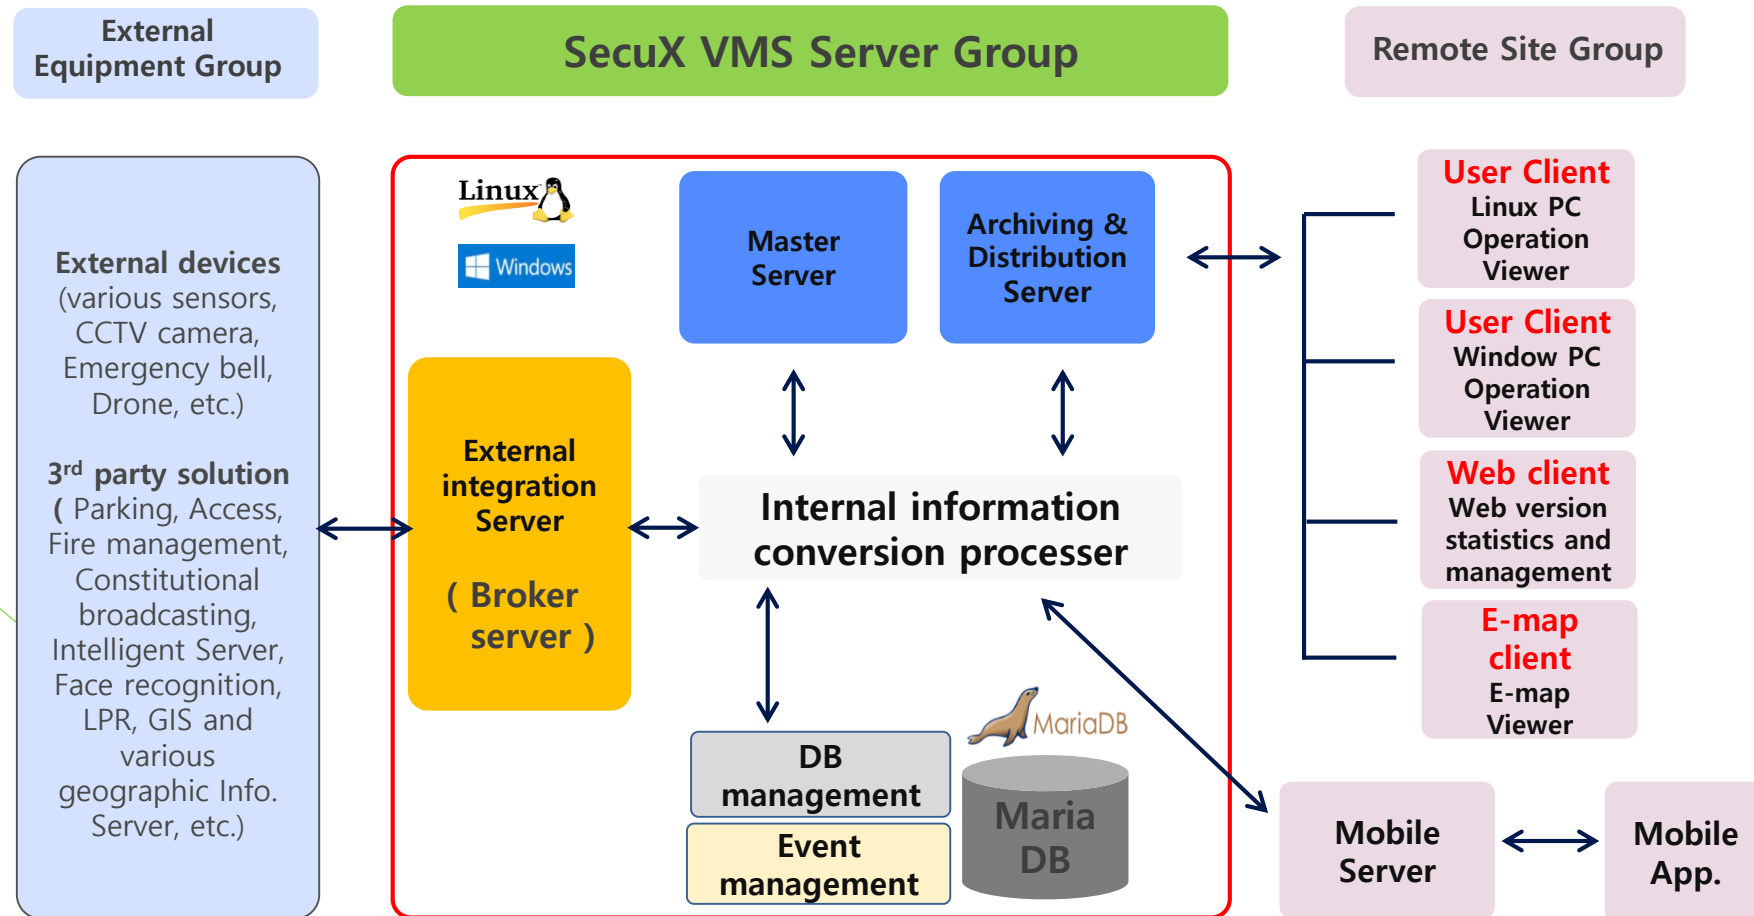 External
Equipment Group
SecuX VMS Server Group
Remote Site Group
External devices
(various sensors,
CCTV camera,
Emergency bell,
Drone, etc.)
3rd party solution
( Parking, Access,
Fire management,
Constitutional
broadcasting,
Intelligent Server,
Face recognition,
LPR, GIS and
various
geographic Info.
Server, etc.)
Linux
Windows
Master
Server
Archiving &
Distribution
Server
External
integration
Server
( Broker
server )
Internal information
conversion processer
DB
management
Event
management
MariaDB
Maria
DB
User Client
Linux PC
Operation
Viewer
User Client
Window PC
Operation
Viewer
Web client
Web version
statistics and
management
E-map
client
E-map
Viewer
Mobile
Server
Mobile
App.